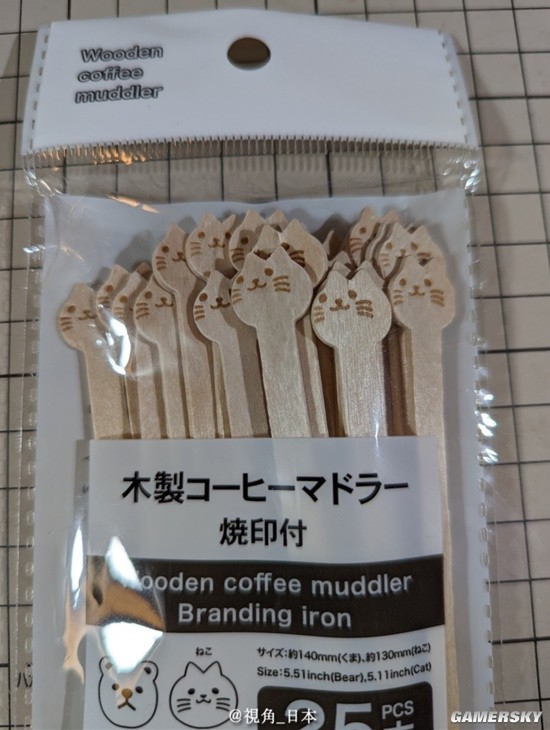 Wooden
coffee
muddler
木製コーヒーマドラー
焼印付
ooden coffee muddler
Branding iron
ねこ
サイズ:約140mm(くま)、約130mm(ねこ)
Size:5.51inch(Bear),5.11inch(Cat)
25 PCS
@视角_日本
GAMERSKY